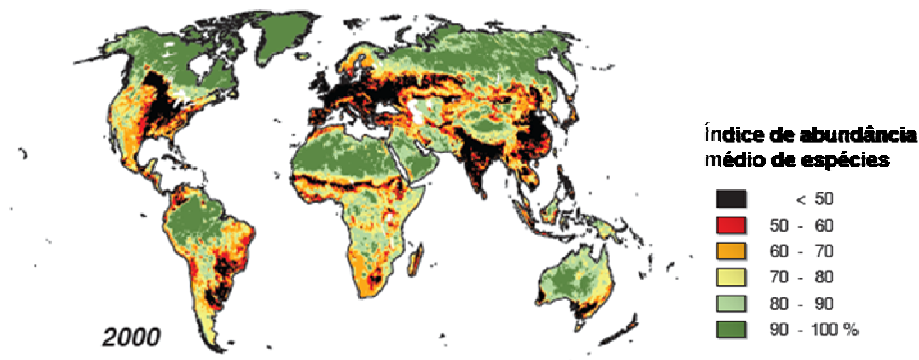 Índice de abundância
médio de espécies
< 50
50 - 60
60 - 70
70 - 80
80 - 90
90 - 100 %
2000